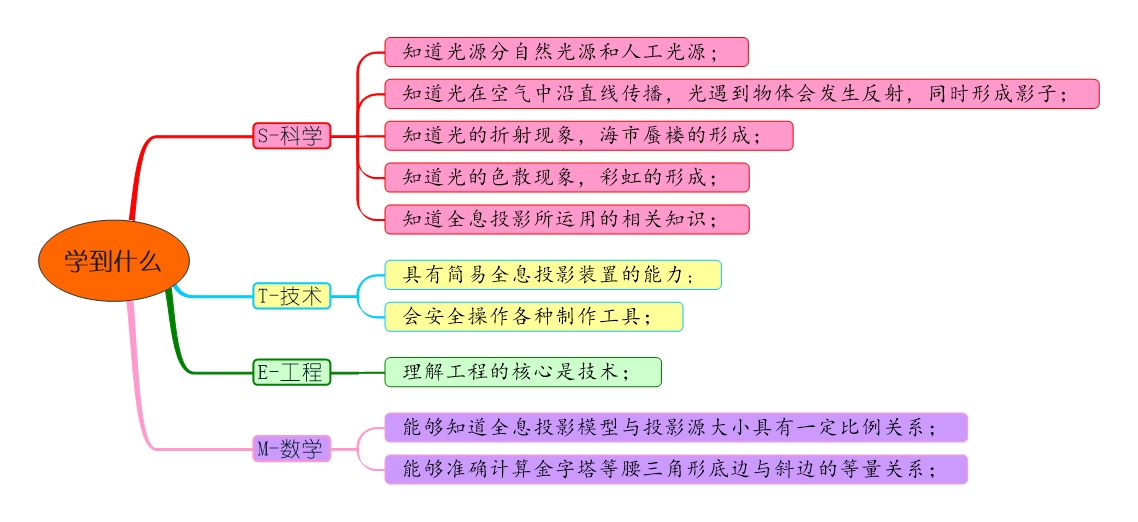 学到什么
S-科学
知道光源分自然光源和人工光源；
知道光在空气中沿直线传播，光遇到物体会发生反射，同时形成影子；
知道光的折射现象，海市蜃楼的形成；
知道光的色散现象，彩虹的形成；
知道全息投影所运用的相关知识；
T-技术
具有简易全息投影装置的能力；
会安全操作各种制作工具；
E-工程
理解工程的核心是技术；
M-数学
能够知道全息投影模型与投影源大小具有一定比例关系；
能够准确计算金字塔等腰三角形底边与斜边的等量关系；